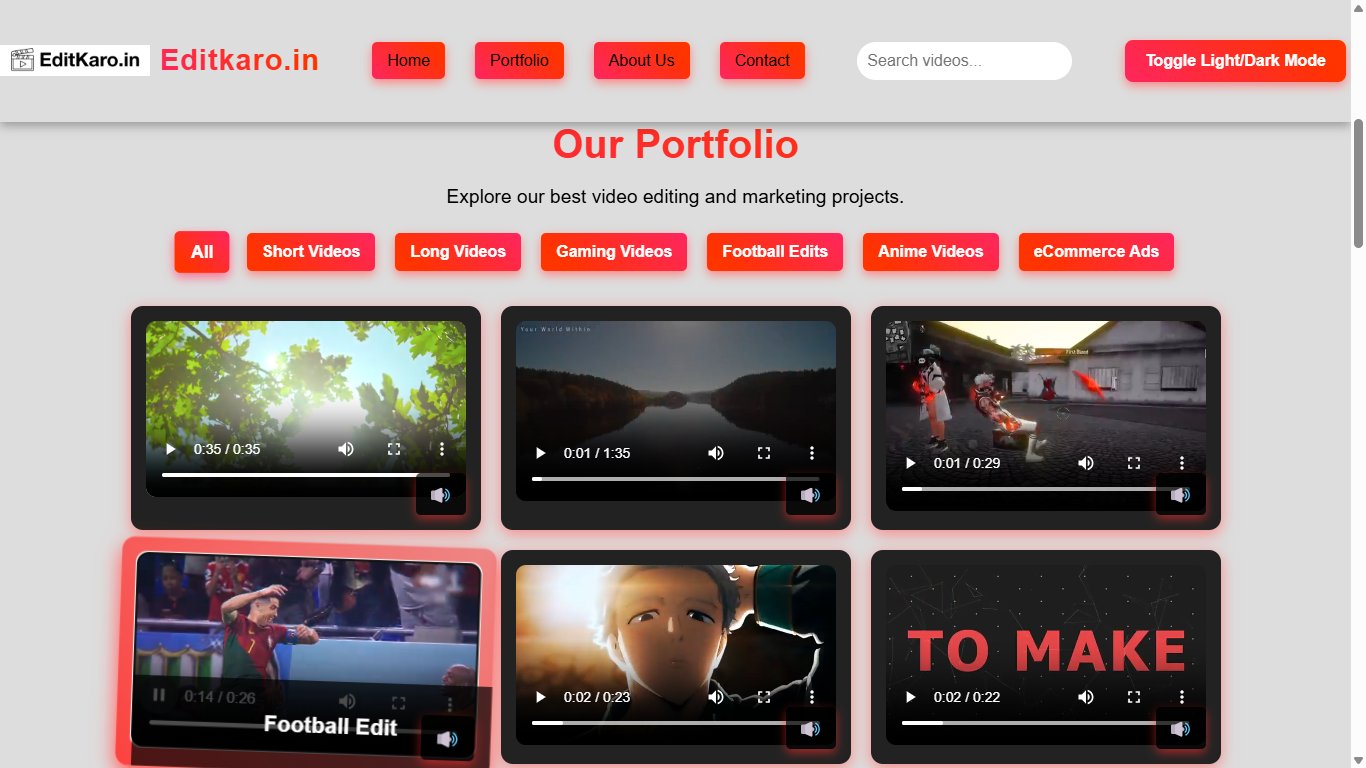 EditKaro.in Editkaro.in Home Portfolio About Us Contact Search videos... Toggle Light/Dark Mode
Our Portfolio
Explore our best video editing and marketing projects.
All Short Videos Long Videos Gaming Videos Football Edits Anime Videos eCommerce Ads
Your World Within
First Blood
0:35 / 0:35
0:01 / 1:35
0:01 / 0:29
7
TO MAKE
0:14 / 0:26
0:02 / 0:23
0:02 / 0:22
Football Edit